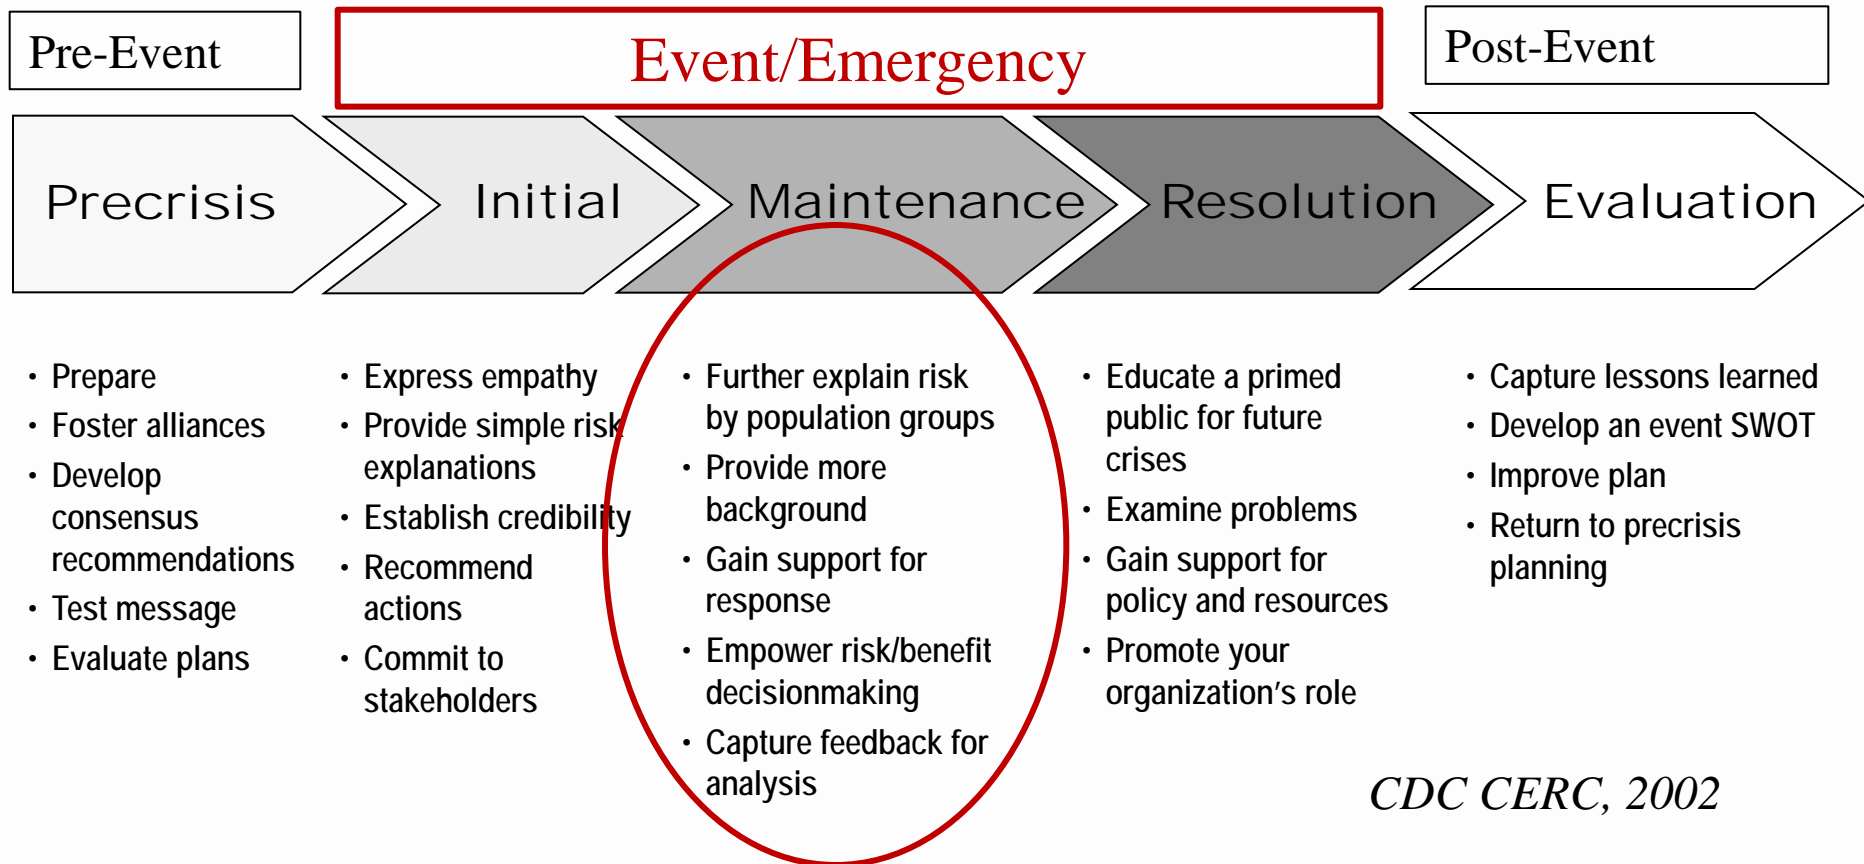 Pre-Event
Event/Emergency
Post-Event
Precrisis
Initial
Maintenance
Resolution
Evaluation
• Prepare
• Foster alliances
• Develop
consensus
recommendations
• Test message
• Evaluate plans
• Express empathy
• Provide simple risk
explanations
• Establish credibility
• Recommend
actions
• Commit to
stakeholders
• Further explain risk
by population groups
• Provide more
background
• Gain support for
response
• Empower risk/benefit
decisionmaking
• Capture feedback for
analysis
• Educate a primed
public for future
crises
• Examine problems
• Gain support for
policy and resources
• Promote your
organization's role
• Capture lessons learned
• Develop an event SWOT
• Improve plan
• Return to precrisis
planning
CDC CERC, 2002